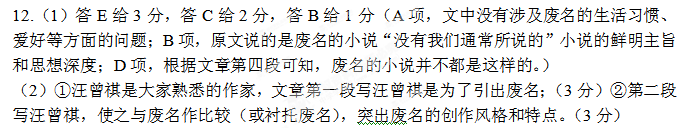 12.（1）答 E 给 3 分，答 C 给 2 分，答 B 给 1 分（A 项，文中没有涉及废名的生活习惯、
爱好等方面的问题；B 项，原文说的是废名的小说“没有我们通常所说的”小说的鲜明主旨
和思想深度；D 项，根据文章第四段可知，废名的小说并不都是这样的。）
（2）①汪曾祺是大家熟悉的作家，文章第一段写汪曾祺是为了引出废名；（3 分）②第二段
写汪曾祺，使之与废名作比较（或衬托废名），突出废名的创作风格和特点。（3 分）